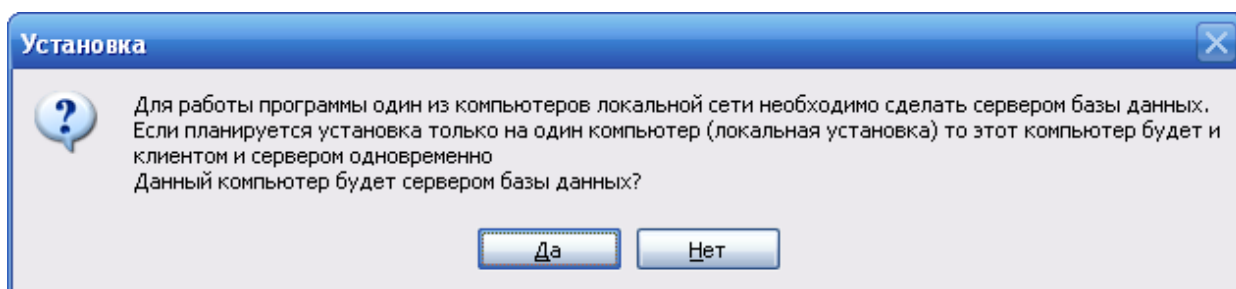 Установка
Для работы программы один из компьютеров локальной сети необходимо сделать сервером базы данных.
Если планируется установка только на один компьютер (локальная установка) то этот компьютер будет и
клиентом и сервером одновременно
Данный компьютер будет сервером базы данных?
Да Нет